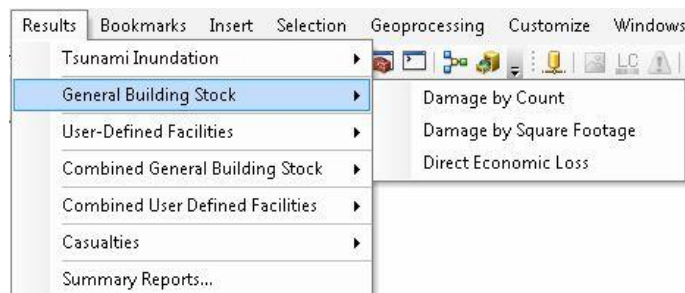 Results Bookmarks Insert Selection Geoprocessing Customize Windows
Tsunami Inundation
LC
General Building Stock
Damage by Count
User-Defined Facilities
Damage by Square Footage
Combined General Building Stock
Direct Economic Loss
Combined User Defined Facilities
Casualties
Summary Reports...